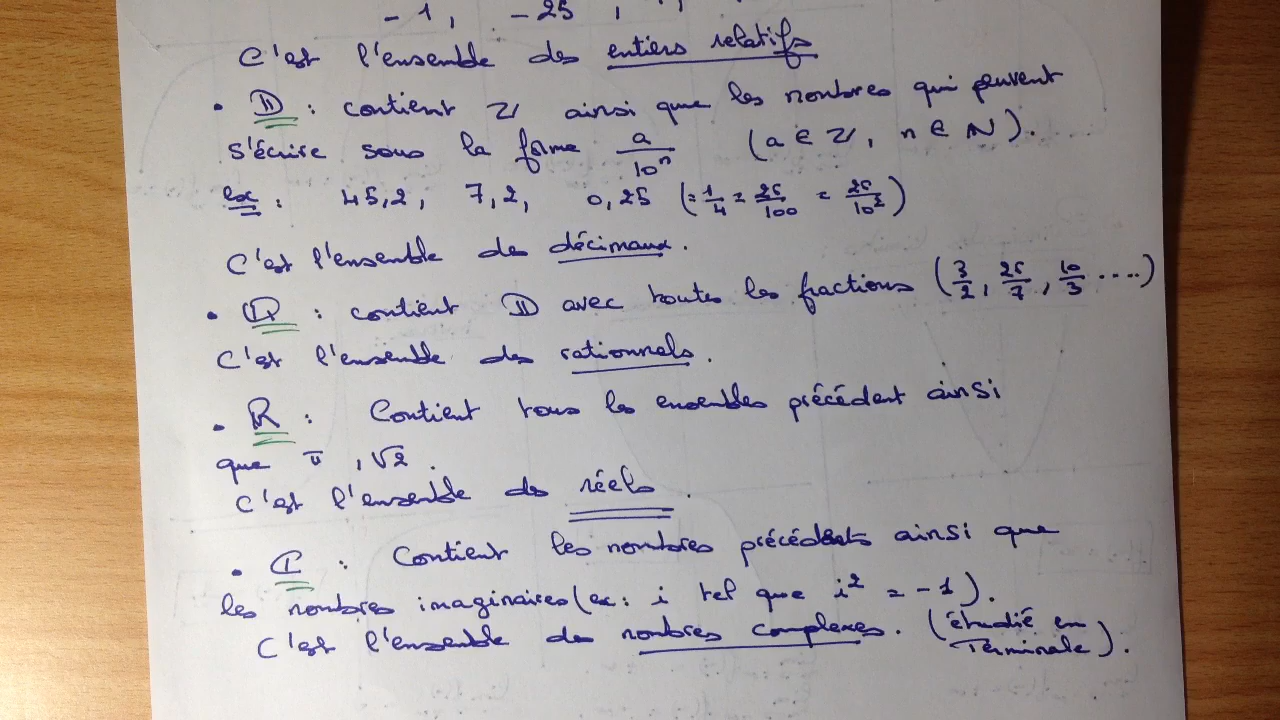 -1, -25,
C'est l'ensemble des entiers relatifs
• 𝔻 : contient ℤ ainsi que les nombres qui peuvent
s'écrire sous la forme a/10ⁿ (a ∈ ℤ, n ∈ ℕ).
ex : 45,2, 7,2, 0,25 (= 1/4 = 25/100 = 25/10²)
C'est l'ensemble des décimaux.
• ℚ : contient 𝔻 avec toutes les fractions (3/2, 25/7, 10/3 ....)
C'est l'ensemble des rationnels.
• ℝ : Contient tous les ensembles précédent ainsi
que π, √2.
C'est l'ensemble des réels.
• ℂ : Contient les nombres précédents ainsi que
les nombres imaginaires (ex: i tel que i² = -1).
C'est l'ensemble des nombres complexes. (étudié en
Terminale).